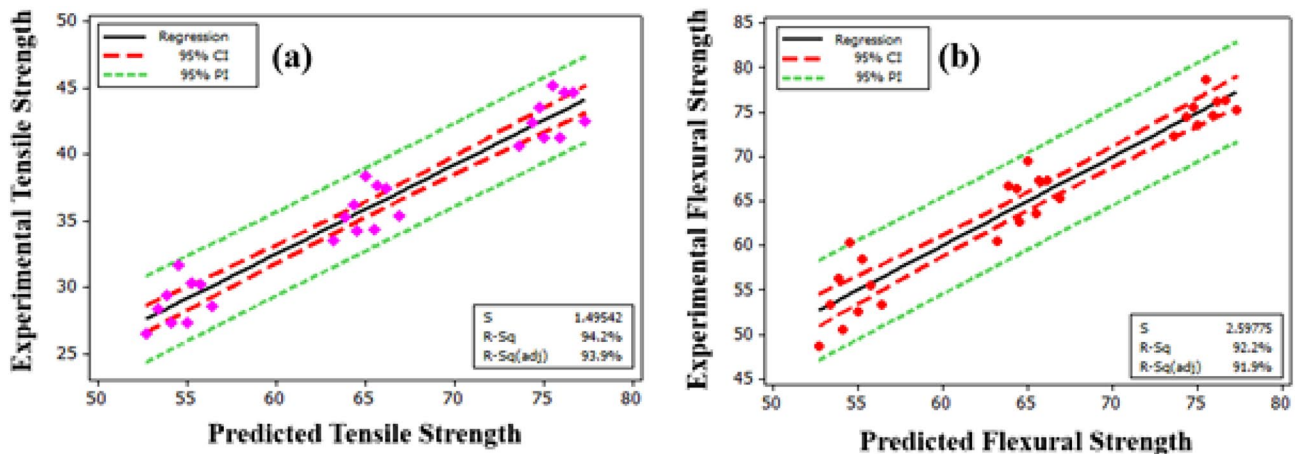 Experimental Tensile Strength
50
45
40
35
30
25
Regression
95% CI
95% PI
(a)
S 1.49542
R-Sq 94.2%
R-Sq(adj) 93.9%
50 55 60 65 70 75 80
Predicted Tensile Strength
Experimental Flexural Strength
85
80
75
70
65
60
55
50
45
Regression
95% CI
95% PI
(b)
S 2.59775
R-Sq 92.2%
R-Sq(adj) 91.9%
50 55 60 65 70 75 80
Predicted Flexural Strength